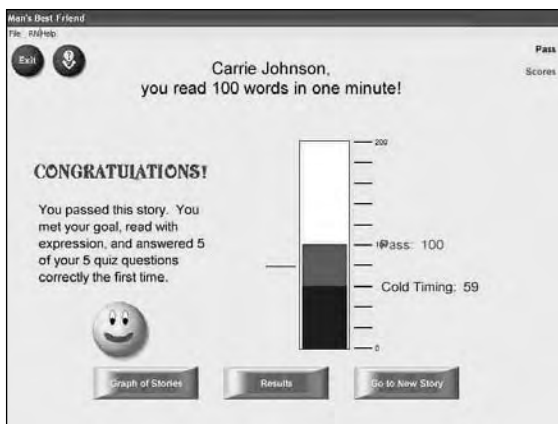 Man's Best Friend
File RN/Help
Exit
Pass
Scores
Carrie Johnson,
you read 100 words in one minute!
200
CONGRATULATIONS!
You passed this story. You
met your goal, read with
expression, and answered 5
of your 5 quiz questions
correctly the first time.
Pass: 100
Cold Timing: 59
0
Graph of Stories
Results
Go to New Story